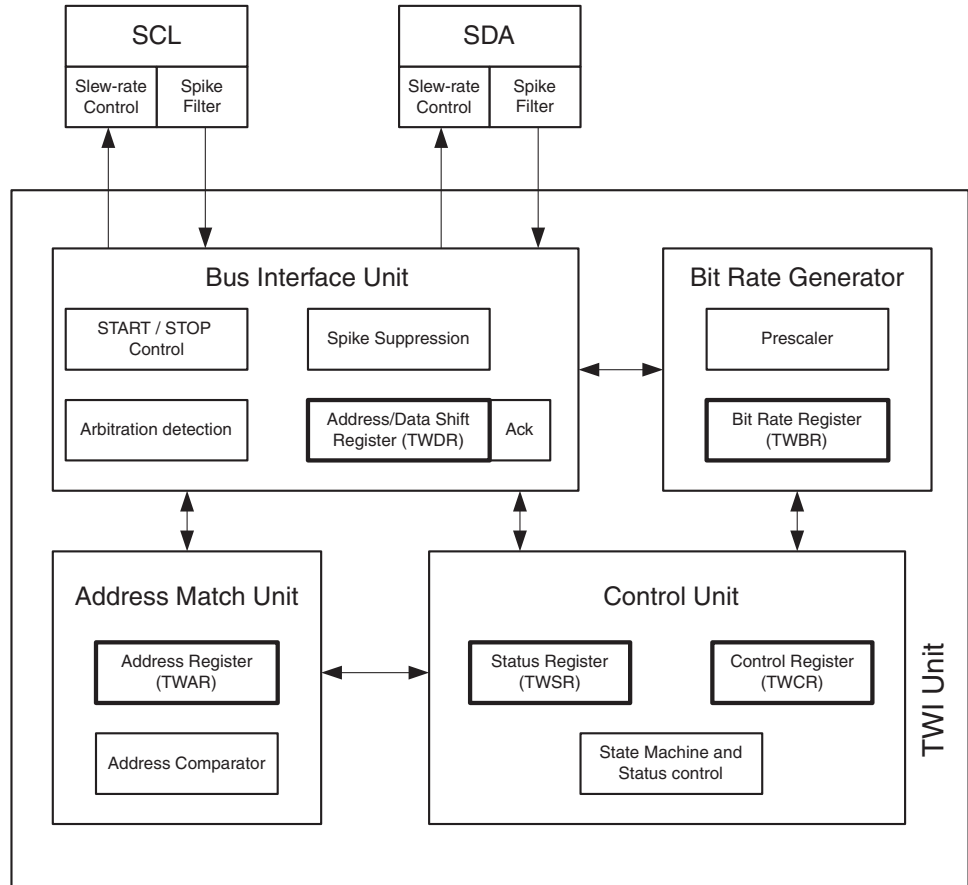 SCL
Slew-rate
Control
Spike
Filter
SDA
Slew-rate
Control
Spike
Filter
Bus Interface Unit
START / STOP
Control
Spike Suppression
Arbitration detection
Address/Data Shift
Register (TWDR)
Ack
Bit Rate Generator
Prescaler
Bit Rate Register
(TWBR)
Address Match Unit
Address Register
(TWAR)
Address Comparator
Control Unit
Status Register
(TWSR)
Control Register
(TWCR)
State Machine and
Status control
TWI Unit